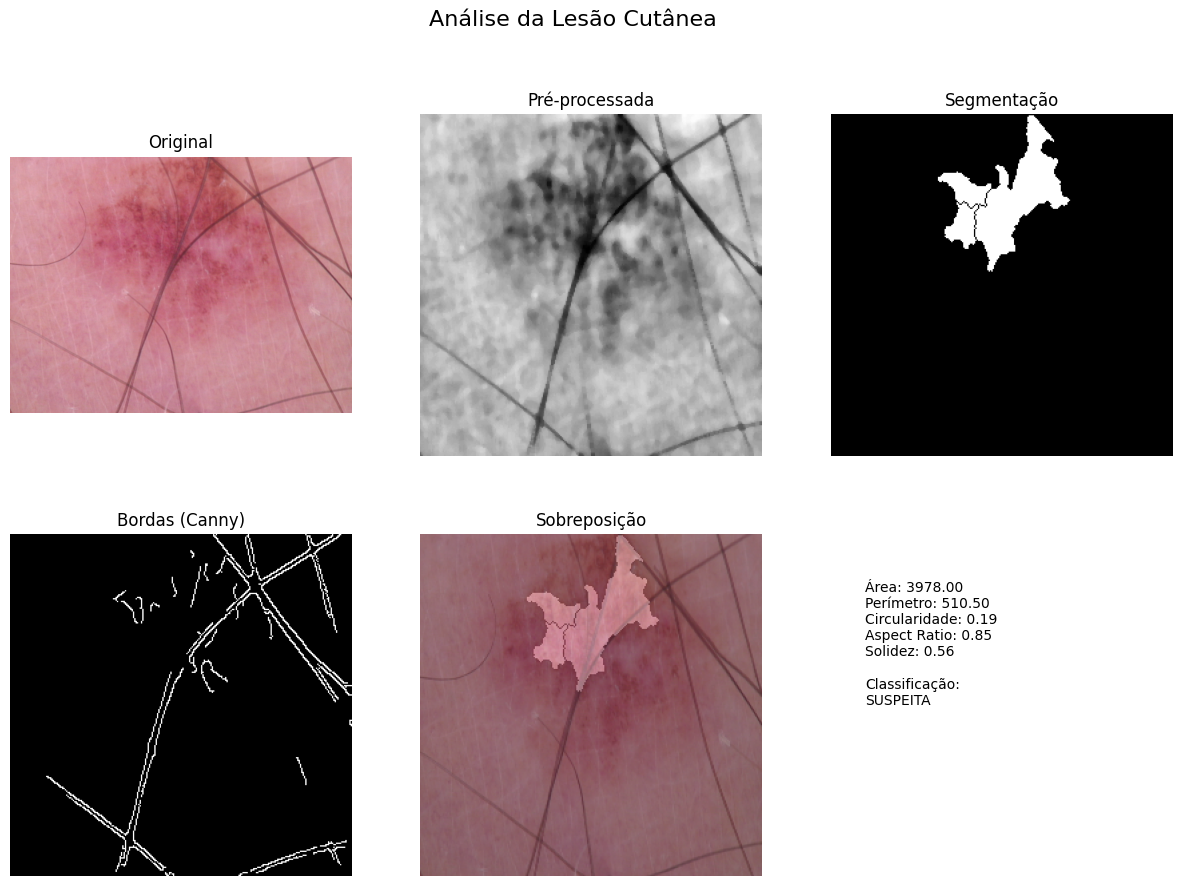 Análise da Lesão Cutânea
Original
Pré-processada
Segmentação
Bordas (Canny)
Sobreposição
Área: 3978.00
Perímetro: 510.50
Circularidade: 0.19
Aspect Ratio: 0.85
Solidez: 0.56
Classificação:
SUSPEITA